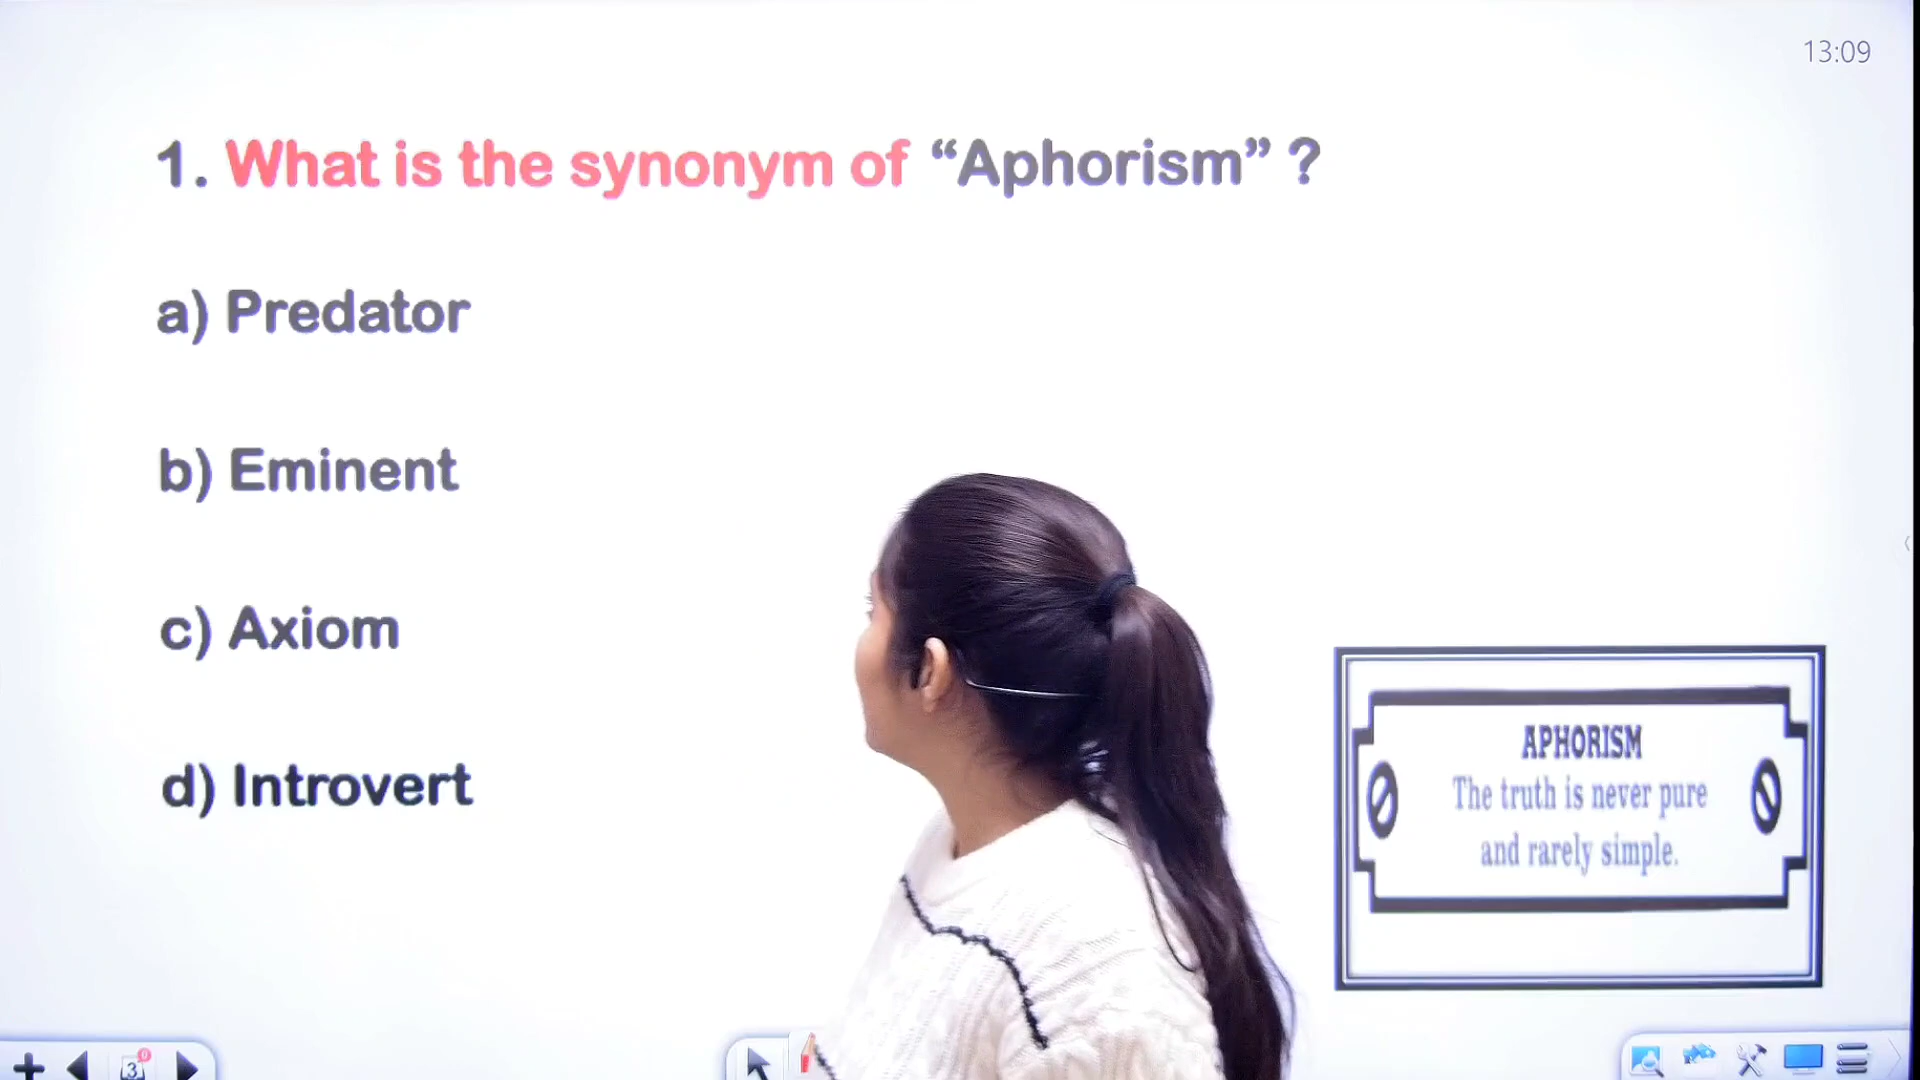 13:09
1. What is the synonym of “Aphorism” ?
a) Predator
b) Eminent
c) Axiom
d) Introvert
APHORISM
The truth is never pure
and rarely simple.
3
0